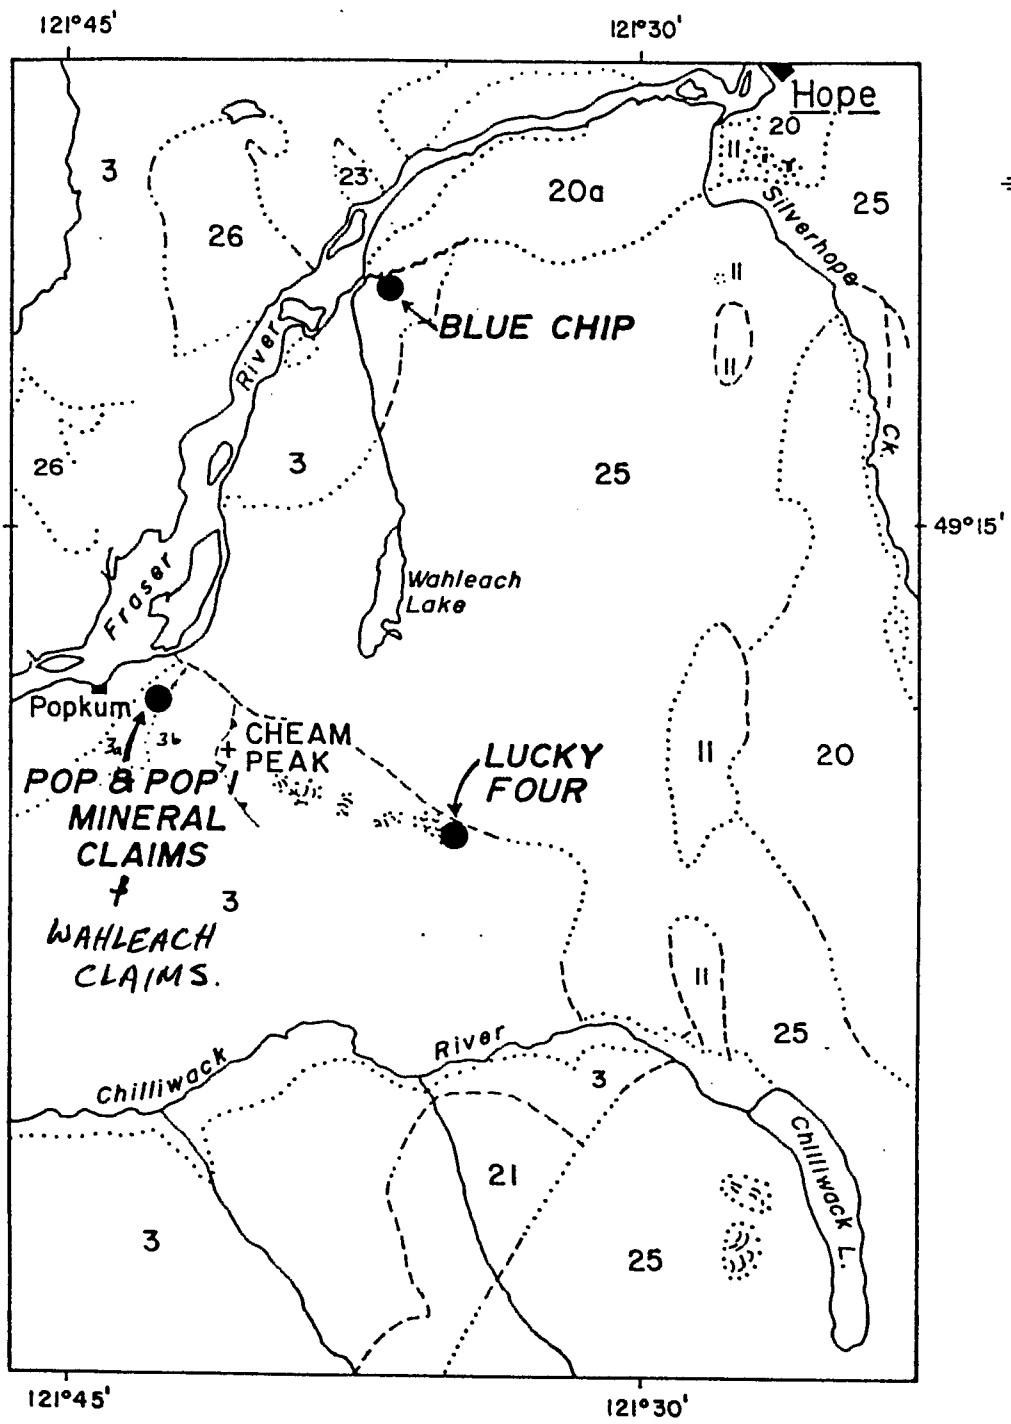 121°45'
121°30'
Hope
20
3
11
23
20a
25
26
Silverhope
11
BLUE CHIP
River
11
Ck.
26
3
25
49°15'
Fraser
Wahleach
Lake
Popkum
3a
3b
CHEAM
PEAK
LUCKY
FOUR
11
20
POP & POP 1
MINERAL
CLAIMS
+
WAHLEACH
CLAIMS.
3
11
25
Chilliwack
River
3
Chilliwack L.
21
3
25
121°45'
121°30'